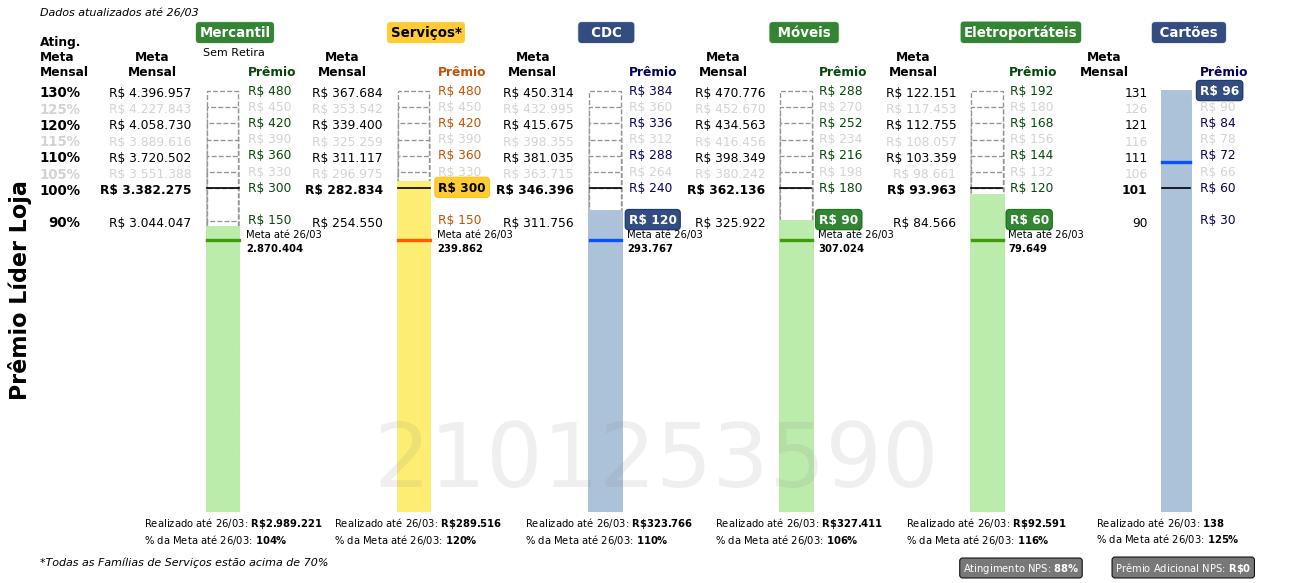 Dados atualizados até 26/03
Mercantil Serviços* CDC Móveis Eletroportáteis Cartões
Sem Retira
Ating. Meta Mensal
Meta Mensal Prêmio Meta Mensal Prêmio Meta Mensal Prêmio Meta Mensal Prêmio Meta Mensal Prêmio Meta Mensal Prêmio
130% R$ 4.396.957 R$ 480 R$ 367.684 R$ 480 R$ 450.314 R$ 384 R$ 470.776 R$ 288 R$ 122.151 R$ 192 131 R$ 96
125% R$ 4.227.843 R$ 450 R$ 353.542 R$ 450 R$ 432.995 R$ 360 R$ 452.670 R$ 270 R$ 117.453 R$ 180 126 R$ 90
120% R$ 4.058.730 R$ 420 R$ 339.400 R$ 420 R$ 415.675 R$ 336 R$ 434.563 R$ 252 R$ 112.755 R$ 168 121 R$ 84
115% R$ 3.889.616 R$ 390 R$ 325.259 R$ 390 R$ 398.355 R$ 312 R$ 416.456 R$ 234 R$ 108.057 R$ 156 116 R$ 78
110% R$ 3.720.502 R$ 360 R$ 311.117 R$ 360 R$ 381.035 R$ 288 R$ 398.349 R$ 216 R$ 103.359 R$ 144 111 R$ 72
105% R$ 3.551.388 R$ 330 R$ 296.975 R$ 330 R$ 363.715 R$ 264 R$ 380.242 R$ 198 R$ 98.661 R$ 132 106 R$ 66
100% R$ 3.382.275 R$ 300 R$ 282.834 R$ 300 R$ 346.396 R$ 240 R$ 362.136 R$ 180 R$ 93.963 R$ 120 101 R$ 60
90% R$ 3.044.047 R$ 150 R$ 254.550 R$ 150 R$ 311.756 R$ 120 R$ 325.922 R$ 90 R$ 84.566 R$ 60 90 R$ 30
Meta até 26/03 Meta até 26/03 Meta até 26/03 Meta até 26/03 Meta até 26/03
2.870.404 239.862 293.767 307.024 79.649
Prêmio Líder Loja
2101253590
Realizado até 26/03: R$2.989.221 Realizado até 26/03: R$289.516 Realizado até 26/03: R$323.766 Realizado até 26/03: R$327.411 Realizado até 26/03: R$92.591 Realizado até 26/03: 138
% da Meta até 26/03: 104% % da Meta até 26/03: 120% % da Meta até 26/03: 110% % da Meta até 26/03: 106% % da Meta até 26/03: 116% % da Meta até 26/03: 125%
*Todas as Famílias de Serviços estão acima de 70%
Atingimento NPS: 88% Prêmio Adicional NPS: R$0